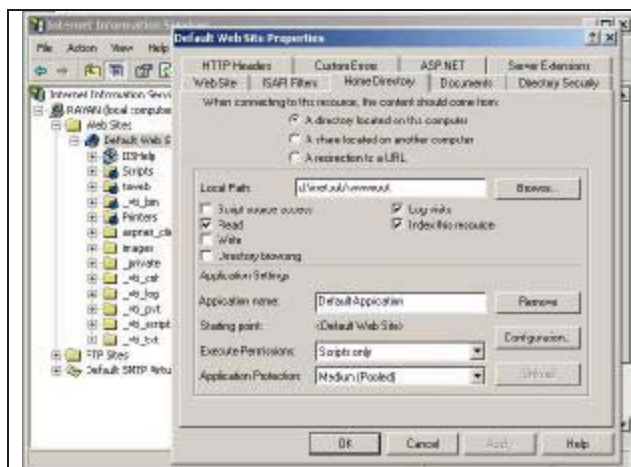 Internet Information Services
File Action View Help
Internet Information Servi
RAYAN (local computer
Web Sites
Default Web S
IISHelp
Scripts
tsweb
_vti_bin
Printers
aspnet_cli
images
_private
_vti_cnf
_vti_log
_vti_pvt
_vti_script
_vti_txt
FTP Sites
Default SMTP Virtu
Default Web Site Properties
HTTP Headers Custom Errors ASP.NET Server Extensions
Web Site ISAPI Filters Home Directory Documents Directory Security
When connecting to this resource, the content should come from:
A directory located on this computer
A share located on another computer
A redirection to a URL
Local Path: d:\inetpub\wwwroot Browse...
Script source access Log visits
Read Index this resource
Write
Directory browsing
Application Settings
Application name: Default Application Remove
Starting point: <Default Web Site>
Configuration...
Execute Permissions: Scripts only
Application Protection: Medium (Pooled) Unload
OK Cancel Apply Help